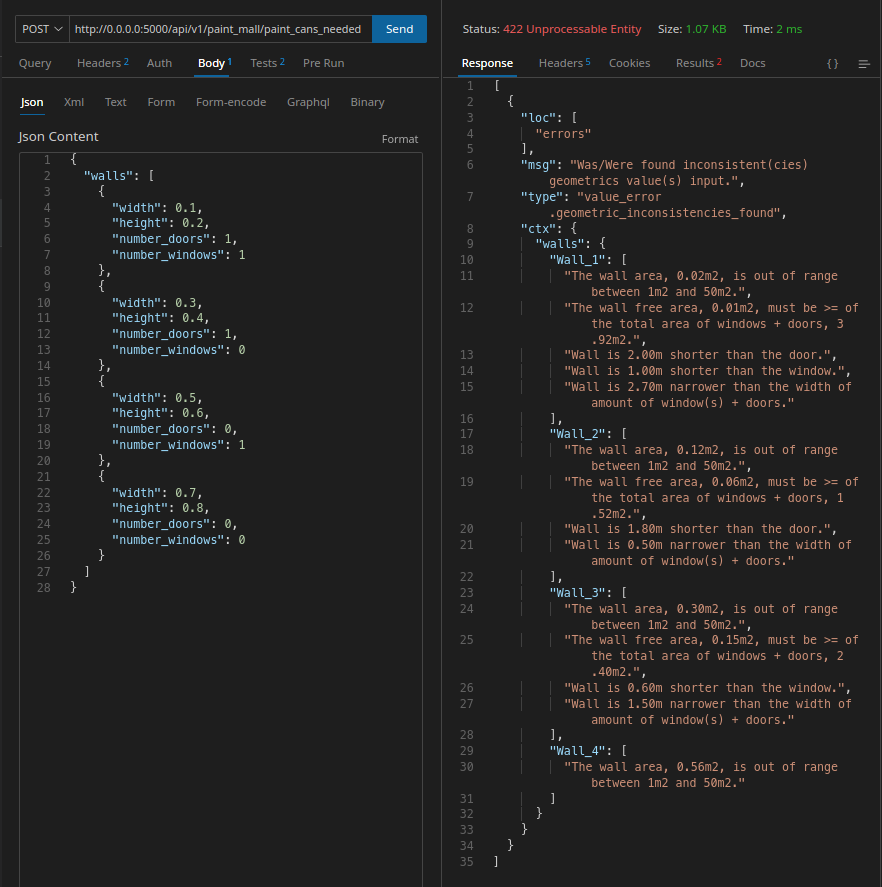 POST http://0.0.0.0:5000/api/v1/paint_mall/paint_cans_needed Send
Query Headers 2 Auth Body 1 Tests 2 Pre Run
Json Xml Text Form Form-encode Graphql Binary
Json Content Format
1 {
2 "walls": [
3 {
4 "width": 0.1,
5 "height": 0.2,
6 "number_doors": 1,
7 "number_windows": 1
8 },
9 {
10 "width": 0.3,
11 "height": 0.4,
12 "number_doors": 1,
13 "number_windows": 0
14 },
15 {
16 "width": 0.5,
17 "height": 0.6,
18 "number_doors": 0,
19 "number_windows": 1
20 },
21 {
22 "width": 0.7,
23 "height": 0.8,
24 "number_doors": 0,
25 "number_windows": 0
26 }
27 ]
28 }
Status: 422 Unprocessable Entity Size: 1.07 KB Time: 2 ms
Response Headers 5 Cookies Results 2 Docs {}
1 [
2 {
3 "loc": [
4 "errors"
5 ],
6 "msg": "Was/Were found inconsistent(cies)
geometrics value(s) input.",
7 "type": "value_error
.geometric_inconsistencies_found",
8 "ctx": {
9 "walls": {
10 "Wall_1": [
11 "The wall area, 0.02m2, is out of range
between 1m2 and 50m2.",
12 "The wall free area, 0.01m2, must be >= of
the total area of windows + doors, 3
.92m2.",
13 "Wall is 2.00m shorter than the door.",
14 "Wall is 1.00m shorter than the window.",
15 "Wall is 2.70m narrower than the width of
amount of window(s) + doors."
16 ],
17 "Wall_2": [
18 "The wall area, 0.12m2, is out of range
between 1m2 and 50m2.",
19 "The wall free area, 0.06m2, must be >= of
the total area of windows + doors, 1
.52m2.",
20 "Wall is 1.80m shorter than the door.",
21 "Wall is 0.50m narrower than the width of
amount of window(s) + doors."
22 ],
23 "Wall_3": [
24 "The wall area, 0.30m2, is out of range
between 1m2 and 50m2.",
25 "The wall free area, 0.15m2, must be >= of
the total area of windows + doors, 2
.40m2.",
26 "Wall is 0.60m shorter than the window.",
27 "Wall is 1.50m narrower than the width of
amount of window(s) + doors."
28 ],
29 "Wall_4": [
30 "The wall area, 0.56m2, is out of range
between 1m2 and 50m2."
31 ]
32 }
33 }
34 }
35 ]